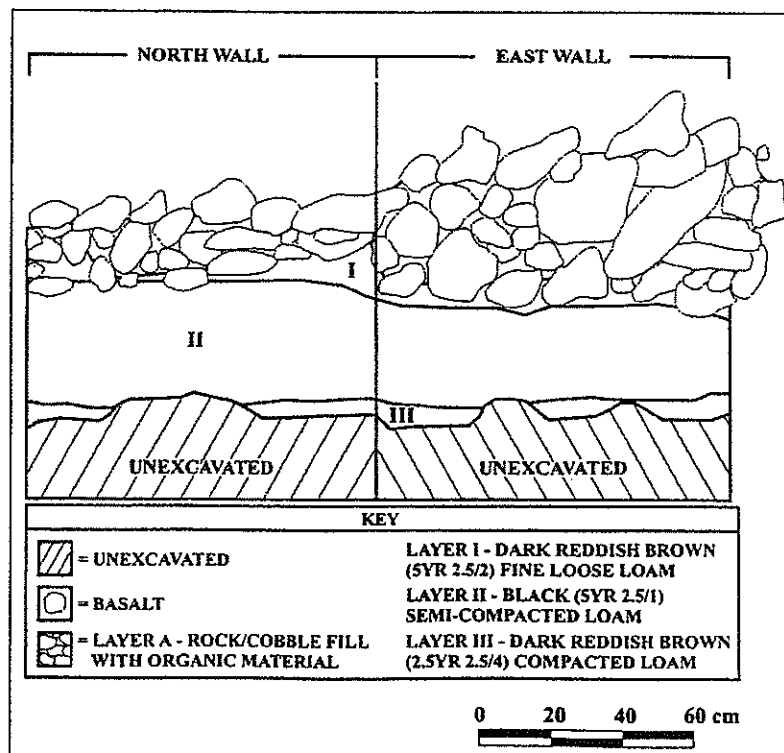 NORTH WALL
EAST WALL
I
II
III
UNEXCAVATED
UNEXCAVATED
KEY
= UNEXCAVATED
= BASALT
= LAYER A - ROCK/COBBLE FILL
WITH ORGANIC MATERIAL
LAYER I - DARK REDDISH BROWN
(5YR 2.5/2) FINE LOOSE LOAM
LAYER II - BLACK (5YR 2.5/1)
SEMI-COMPACTED LOAM
LAYER III - DARK REDDISH BROWN
(2.5YR 2.5/4) COMPACTED LOAM
0 20 40 60 cm